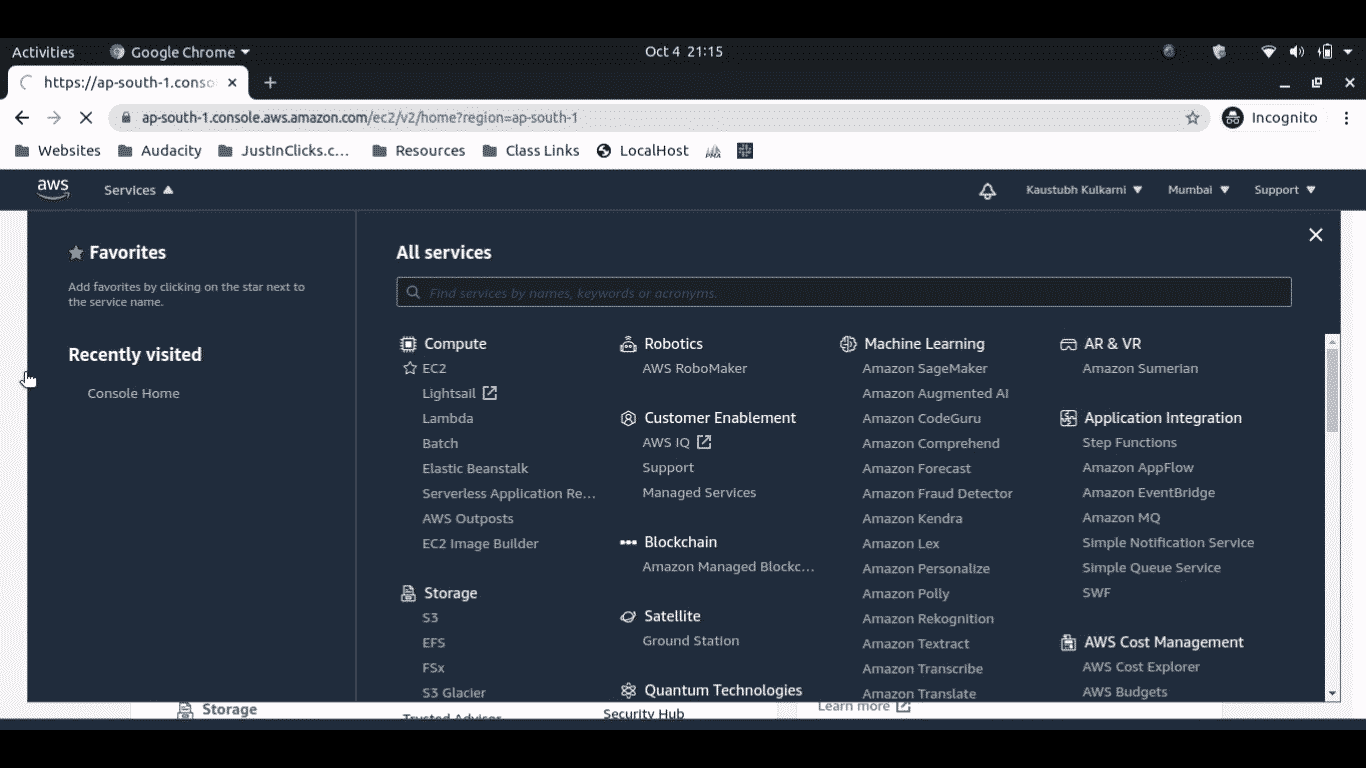 Activities
Google Chrome
Oct 4 21:15
https://ap-south-1.conso
ap-south-1.console.aws.amazon.com/ec2/v2/home?region=ap-south-1
Incognito
Websites
Audacity
JustInClicks.c...
Resources
Class Links
LocalHost
aws
Services
Kaustubh Kulkarni
Mumbai
Support
Favorites
Add favorites by clicking on the star next to
the service name.
Recently visited
Console Home
All services
Find services by names, keywords or acronyms.
Compute
EC2
Lightsail
Lambda
Batch
Elastic Beanstalk
Serverless Application Re...
AWS Outposts
EC2 Image Builder
Storage
S3
EFS
FSx
S3 Glacier
Robotics
AWS RoboMaker
Customer Enablement
AWS IQ
Support
Managed Services
Blockchain
Amazon Managed Blockc...
Satellite
Ground Station
Quantum Technologies
Machine Learning
Amazon SageMaker
Amazon Augmented AI
Amazon CodeGuru
Amazon Comprehend
Amazon Forecast
Amazon Fraud Detector
Amazon Kendra
Amazon Lex
Amazon Personalize
Amazon Polly
Amazon Rekognition
Amazon Textract
Amazon Transcribe
Amazon Translate
AR & VR
Amazon Sumerian
Application Integration
Step Functions
Amazon AppFlow
Amazon EventBridge
Amazon MQ
Simple Notification Service
Simple Queue Service
SWF
AWS Cost Management
AWS Cost Explorer
AWS Budgets
Storage
Trusted Advisor
Security Hub
Learn more